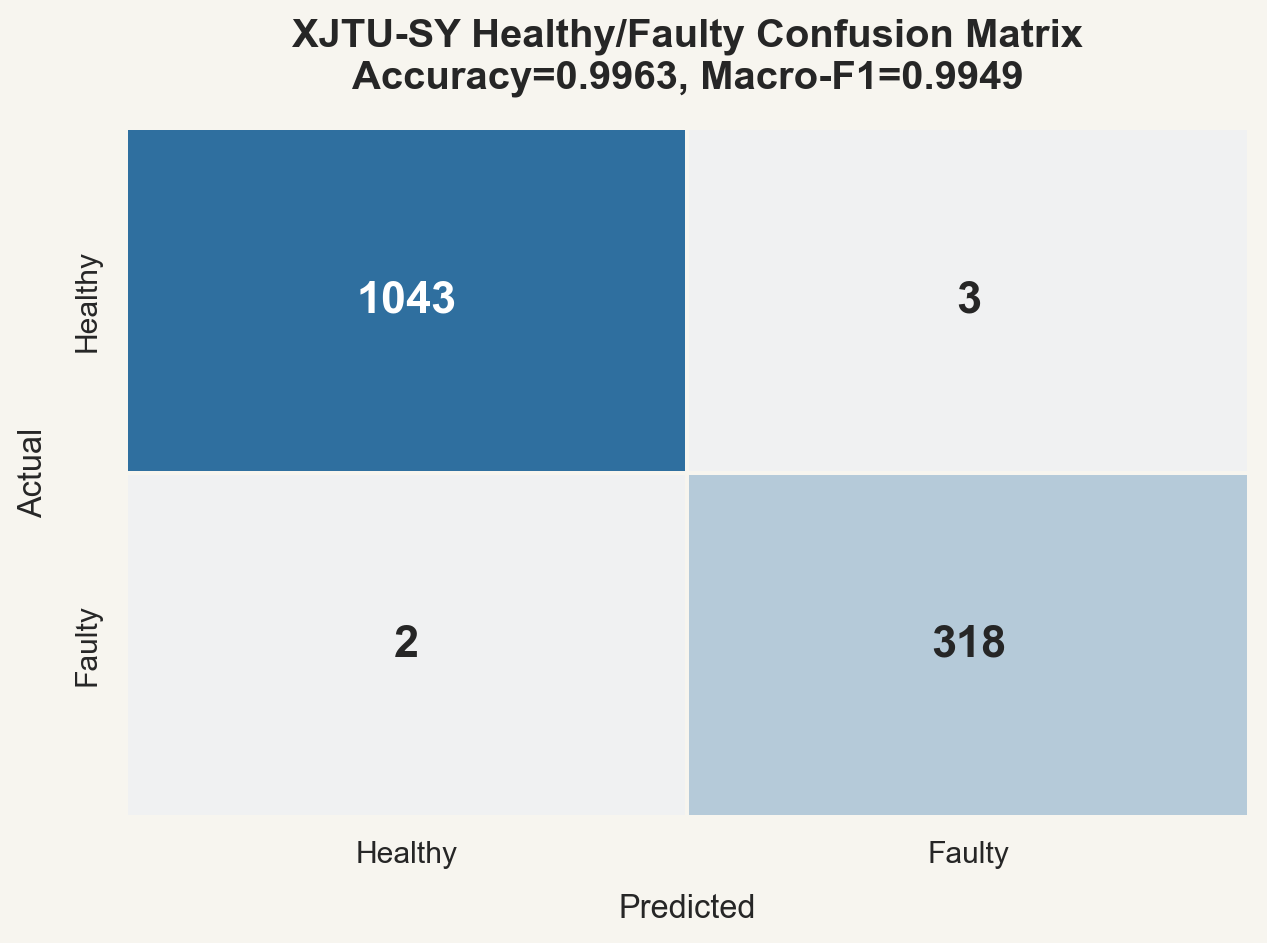 XJTU-SY Healthy/Faulty Confusion Matrix
Accuracy=0.9963, Macro-F1=0.9949
Actual
Healthy
1043
3
Faulty
2
318
Healthy
Faulty
Predicted